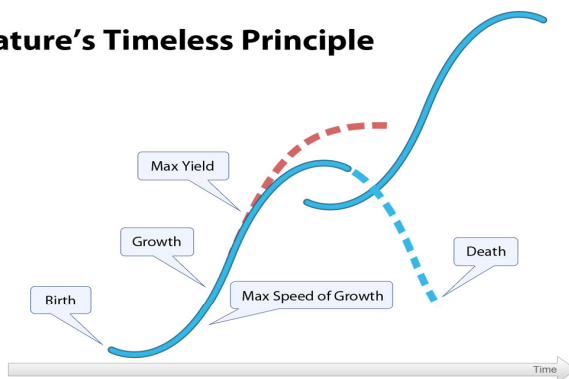 ature's Timeless Principle
Max Yield
Growth
Death
Birth
Max Speed of Growth
Time